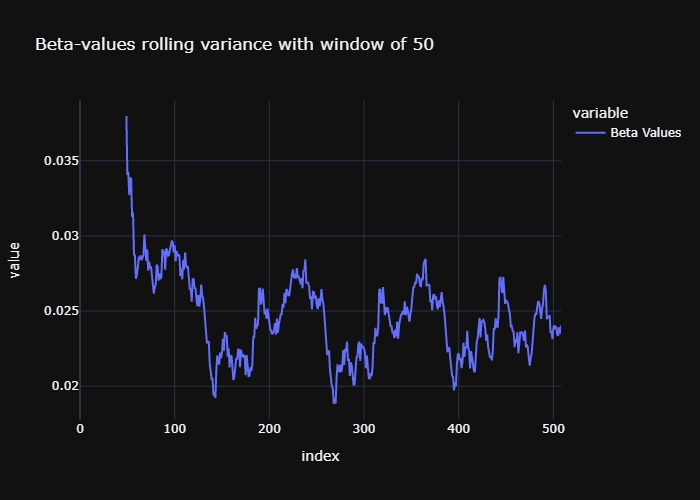 Beta-values rolling variance with window of 50
variable
Beta Values
value
0.035
0.03
0.025
0.02
0 100 200 300 400 500
index